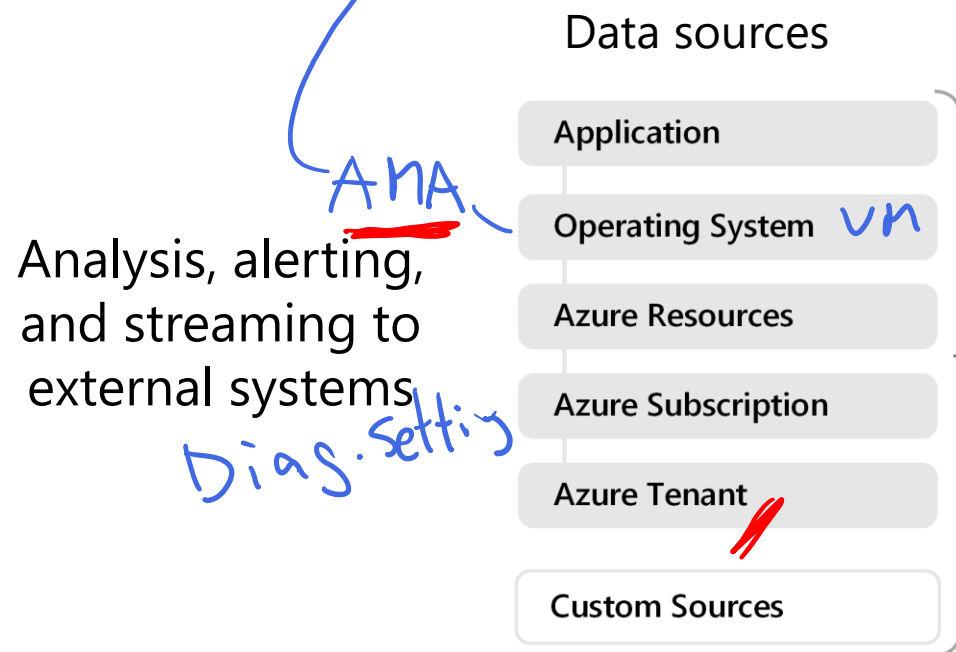 Data sources
Application
AMA
Operating System VM
Analysis, alerting,
and streaming to
external systems
Azure Resources
Azure Subscription
Diag. Setting
Azure Tenant
Custom Sources